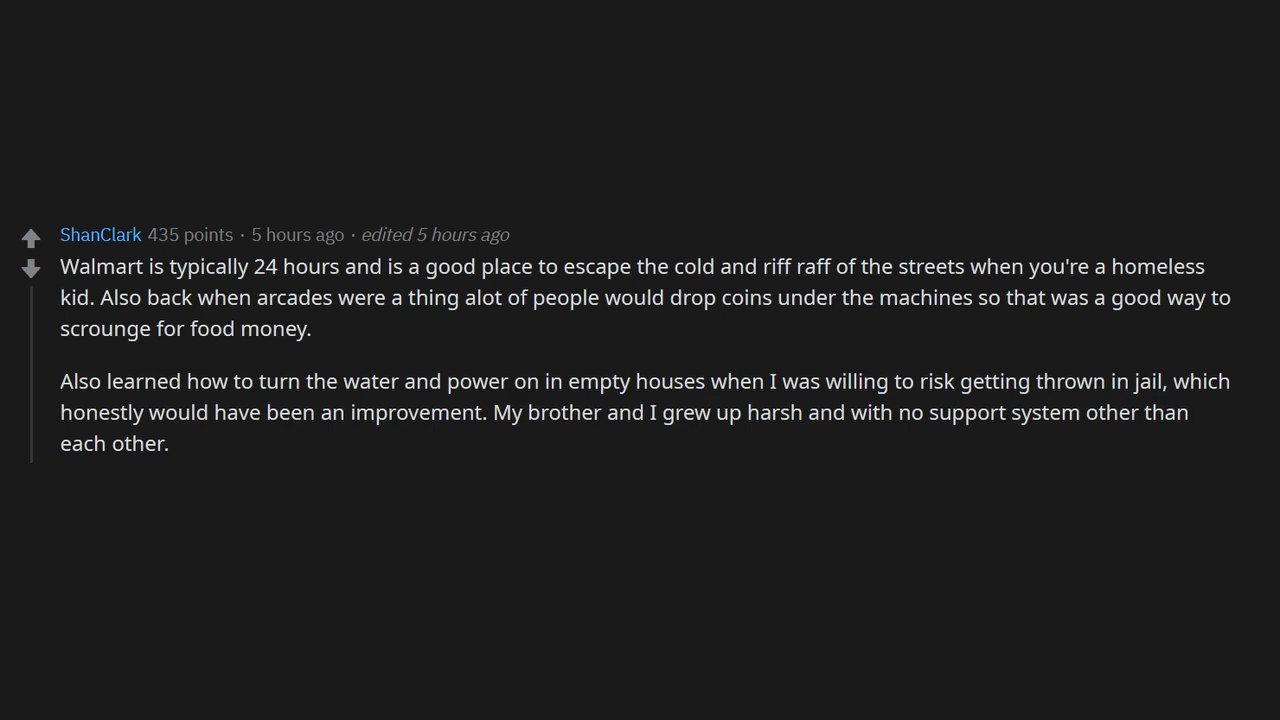 ShanClark 435 points · 5 hours ago · edited 5 hours ago
Walmart is typically 24 hours and is a good place to escape the cold and riff raff of the streets when you're a homeless
kid. Also back when arcades were a thing alot of people would drop coins under the machines so that was a good way to
scrounge for food money.
Also learned how to turn the water and power on in empty houses when I was willing to risk getting thrown in jail, which
honestly would have been an improvement. My brother and I grew up harsh and with no support system other than
each other.